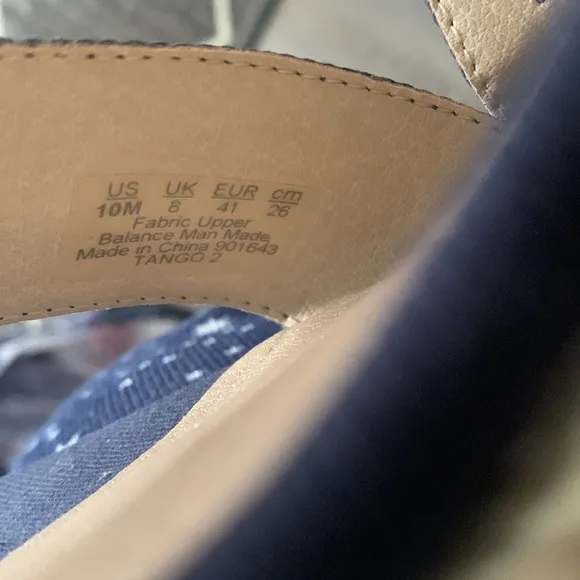 US UK EUR cm
10M 8 41 26
Fabric Upper
Balance Man Made
Made in China 901643
TANGO 2